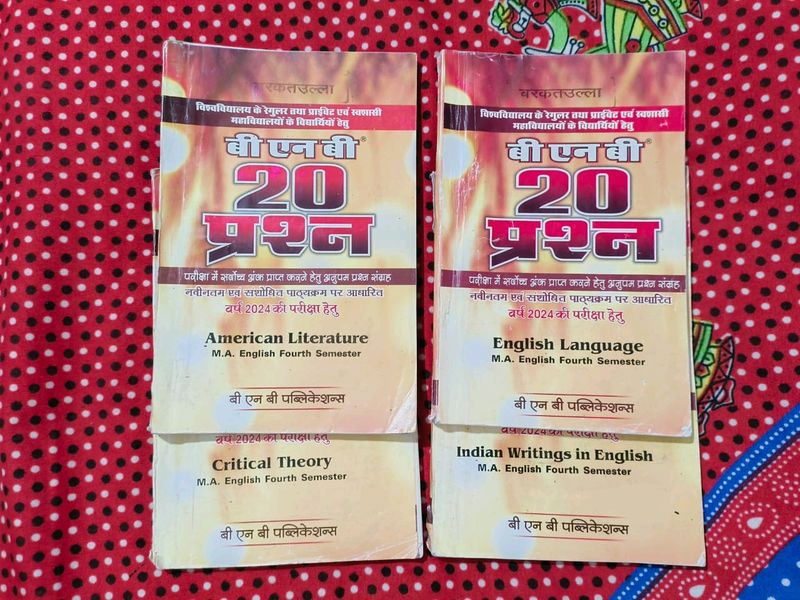 बरकतउल्ला
विश्वविद्यालय के रेगुलर तथा प्राईवेट एवं स्वशासी
महाविद्यालयों के विद्यार्थियों हेतु
बी एन बी®
20
प्रश्न
परीक्षा में सर्वोच्च अंक प्राप्त करने हेतु अनुपम प्रश्न संग्रह
नवीनतम एवं संशोधित पाठ्यक्रम पर आधारित
वर्ष 2024 की परीक्षा हेतु
American Literature
M.A. English Fourth Semester
बी एन बी पब्लिकेशन्स
वर्ष 2024 की परीक्षा हेतु
Critical Theory
M.A. English Fourth Semester
बी एन बी पब्लिकेशन्स
बरकतउल्ला
विश्वविद्यालय के रेगुलर तथा प्राईवेट एवं स्वशासी
महाविद्यालयों के विद्यार्थियों हेतु
बी एन बी®
20
प्रश्न
परीक्षा में सर्वोच्च अंक प्राप्त करने हेतु अनुपम प्रश्न संग्रह
नवीनतम एवं संशोधित पाठ्यक्रम पर आधारित
वर्ष 2024 की परीक्षा हेतु
English Language
M.A. English Fourth Semester
बी एन बी पब्लिकेशन्स
वर्ष 2024 की परीक्षा हेतु
Indian Writings in English
M.A. English Fourth Semester
बी एन बी पब्लिकेशन्स